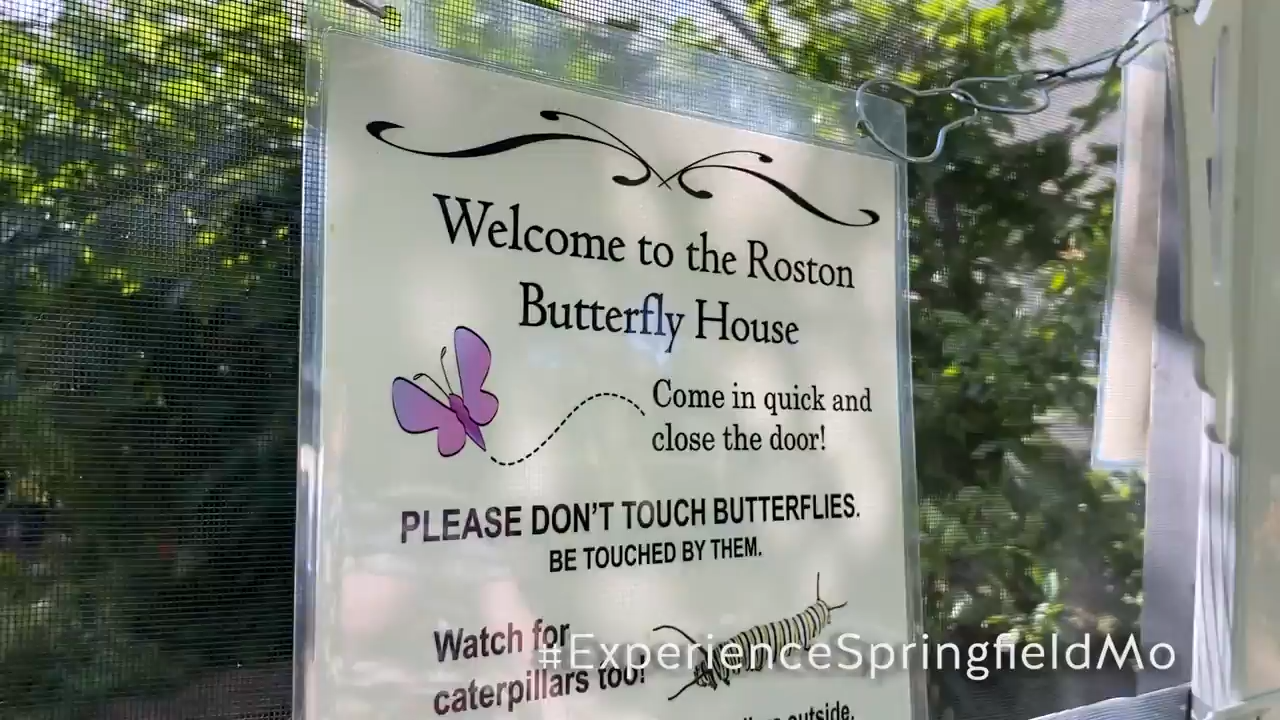 Welcome to the Roston
Butterfly House
Come in quick and
close the door!
PLEASE DON'T TOUCH BUTTERFLIES.
BE TOUCHED BY THEM.
Watch for
caterpillars too!
#ExperienceSpringfieldMo
outside.